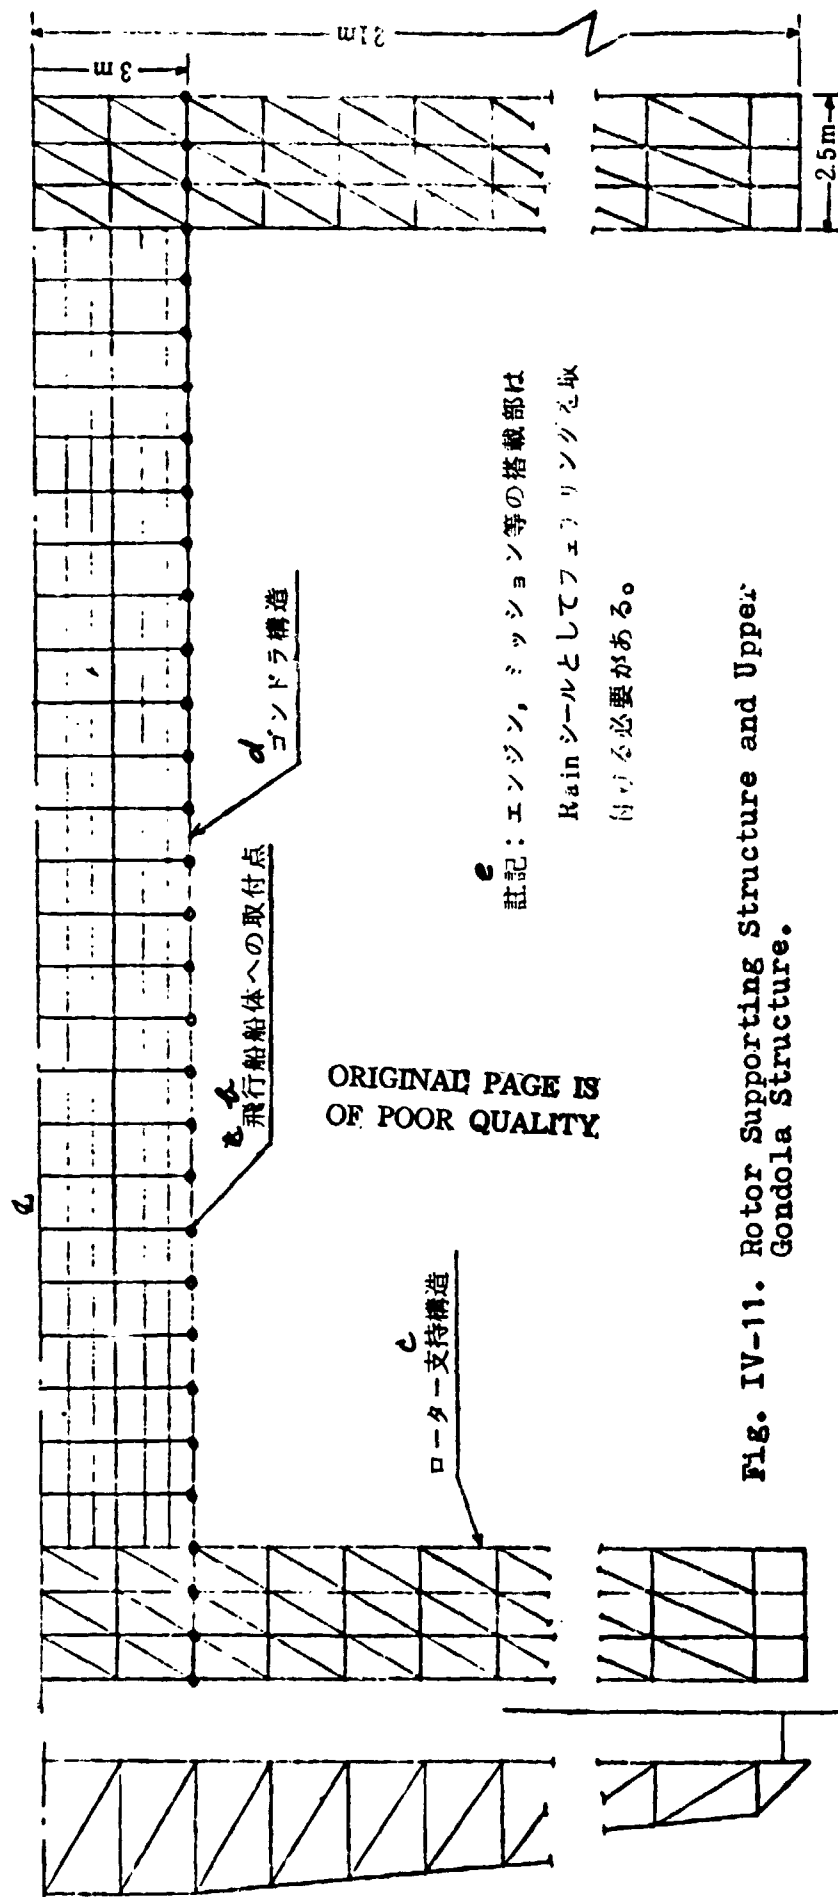 21m
3m
2.5m
a
d
ゴンドラ構造
b
飛行船船体への取付点
c
ローター支持構造
e
註記：エンジン，ミッション等の搭載部は
Rainシールとしてフェアリングを取
付ける必要がある。
ORIGINAL PAGE IS
OF POOR QUALITY
Fig. IV-11. Rotor Supporting Structure and Upper
Gondola Structure.